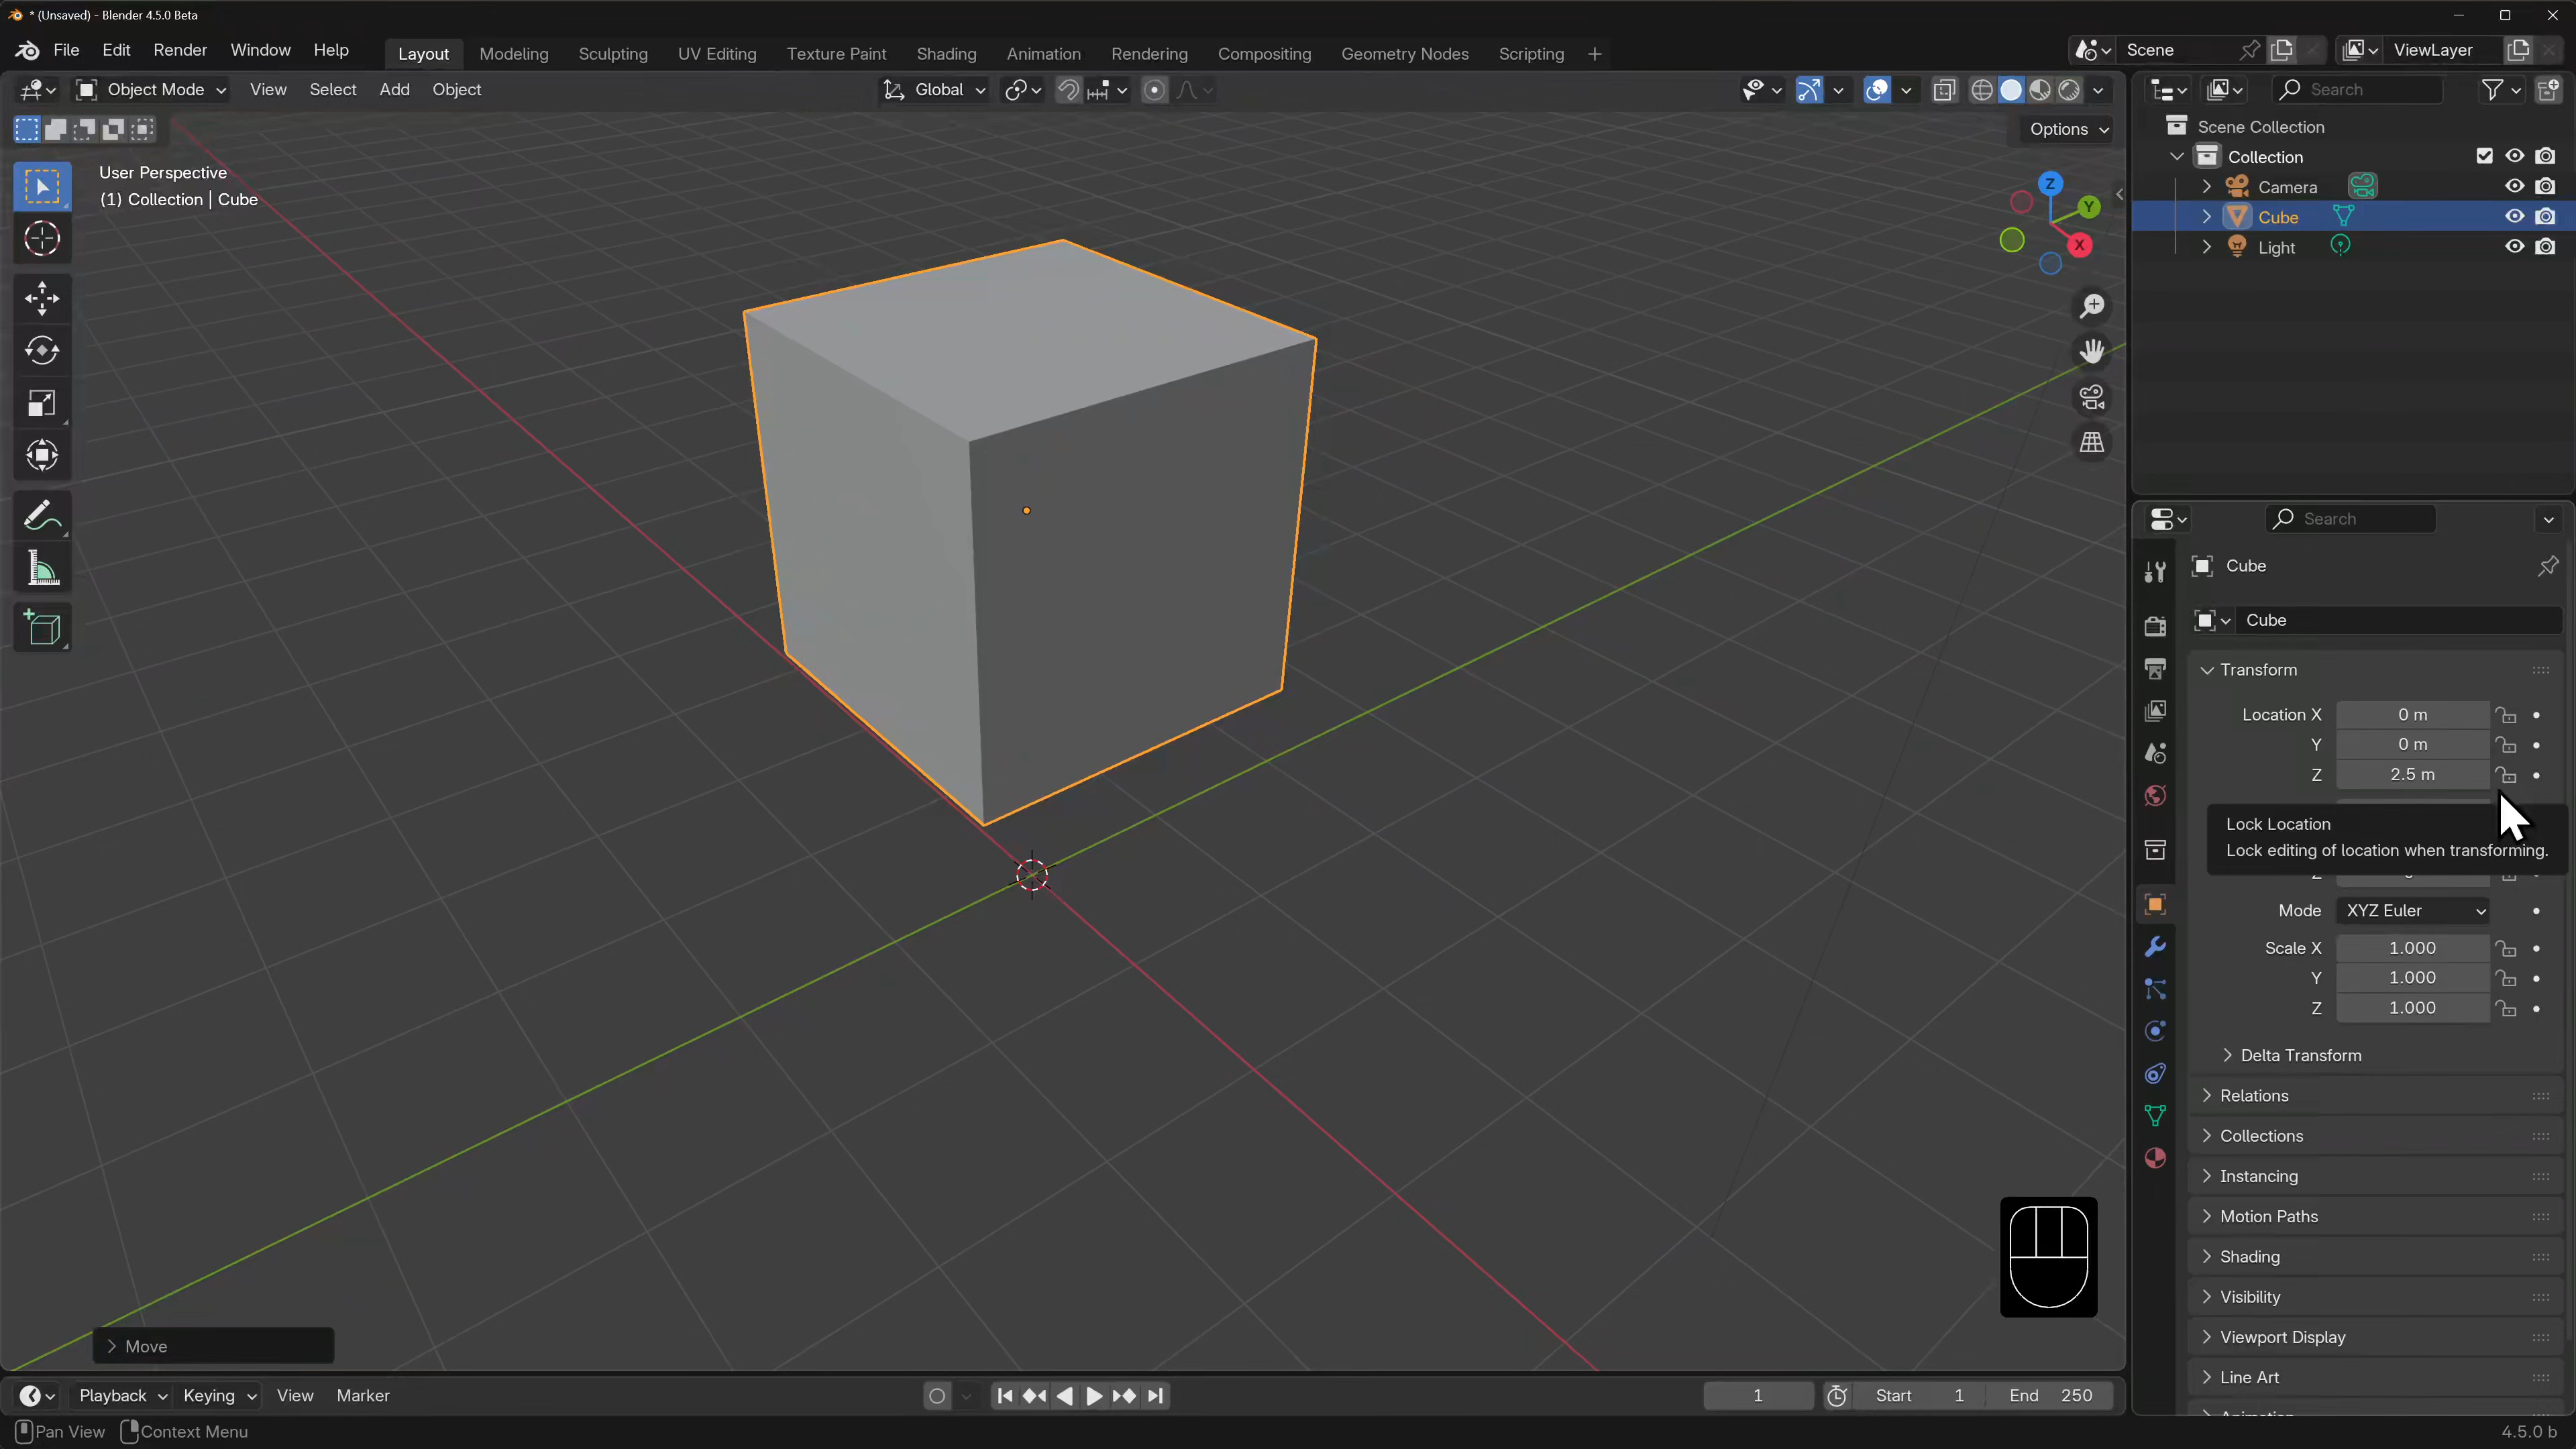 * (Unsaved) - Blender 4.5.0 Beta
File Edit Render Window Help Layout Modeling Sculpting UV Editing Texture Paint Shading Animation Rendering Compositing Geometry Nodes Scripting + Scene ViewLayer
Object Mode View Select Add Object Global Search
Options
User Perspective
(1) Collection | Cube
Z
Y
X
Scene Collection
Collection
Camera
Cube
Light
Search
Cube
Cube
Transform
Location X 0 m
Y 0 m
Z 2.5 m
Lock Location
Lock editing of location when transforming.
Mode XYZ Euler
Scale X 1.000
Y 1.000
Z 1.000
Delta Transform
Relations
Collections
Instancing
Motion Paths
Shading
Visibility
Viewport Display
Line Art
Move
Playback Keying View Marker 1 Start 1 End 250
Pan View Context Menu 4.5.0 b